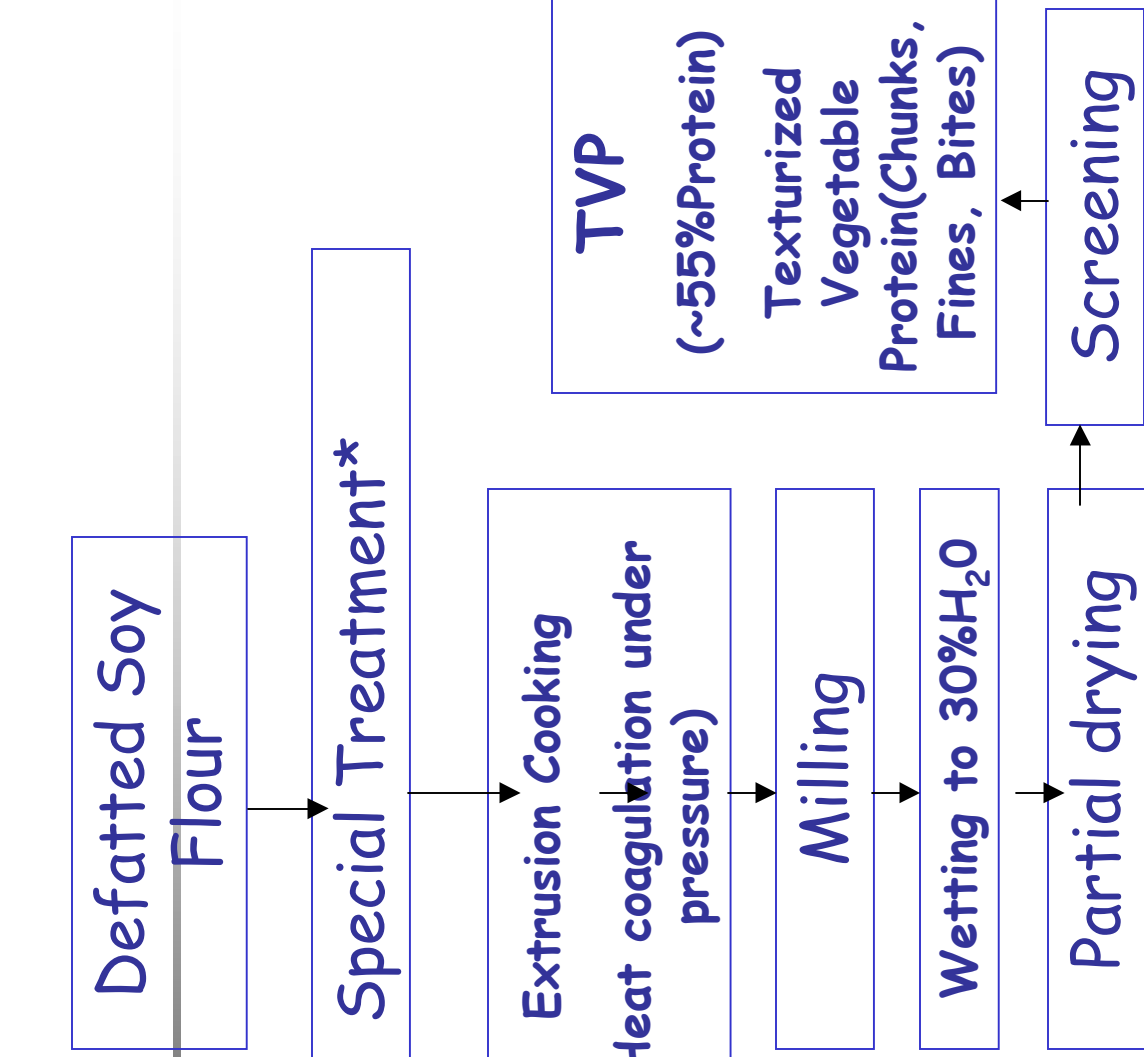 Defatted Soy
Flour
Special Treatment*
Extrusion Cooking
Heat coagulation under
pressure)
Milling
Wetting to 30%H₂O
Partial drying
Screening
TVP
(~55%Protein)
Texturized
Vegetable
Protein(Chunks,
Fines, Bites)